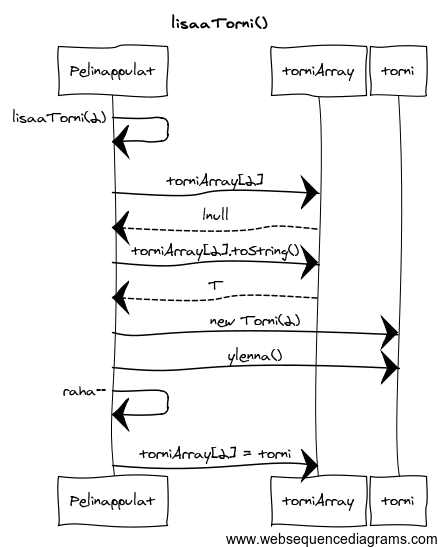 lisaaTorni()
Pelinappulat
torniArray
torni
lisaaTorni(2)
torniArray[2]
!null
torniArray[2].toString()
T
new Torni(2)
ylenna()
raha--
torniArray[2] = torni
Pelinappulat
torniArray
torni
www.websequencediagrams.com